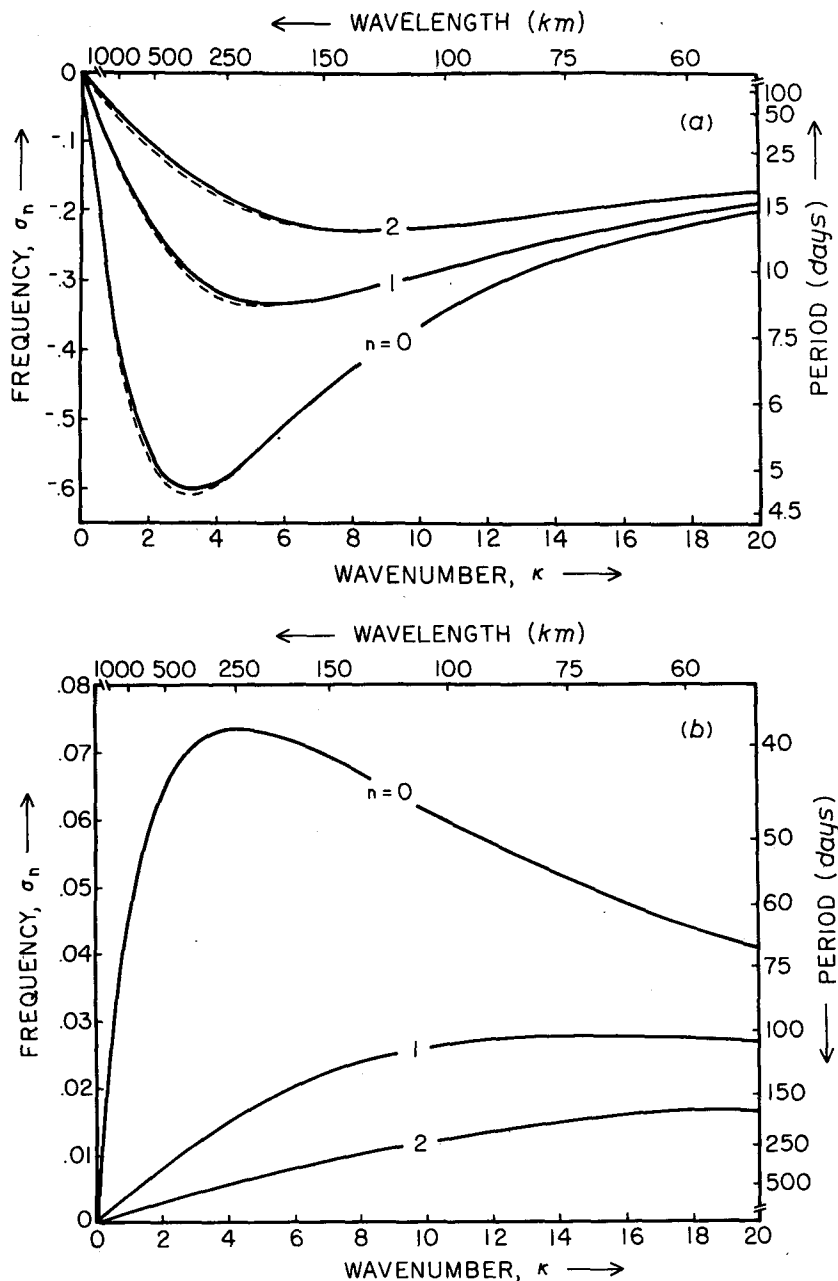 ← WAVELENGTH (km)
1000 500 250 150 100 75 60
(a)
FREQUENCY, σn →
0
-.1
-.2
-.3
-.4
-.5
-.6
2
1
n=0
100
50
25
15
10
7.5
6
5
4.5
PERIOD (days) →
0 2 4 6 8 10 12 14 16 18 20
WAVENUMBER, κ →
← WAVELENGTH (km)
1000 500 250 150 100 75 60
(b)
FREQUENCY, σn →
.08
.07
.06
.05
.04
.03
.02
.01
0
n=0
1
2
40
50
60
75
100
150
250
500
← PERIOD (days)
0 2 4 6 8 10 12 14 16 18 20
WAVENUMBER, κ →